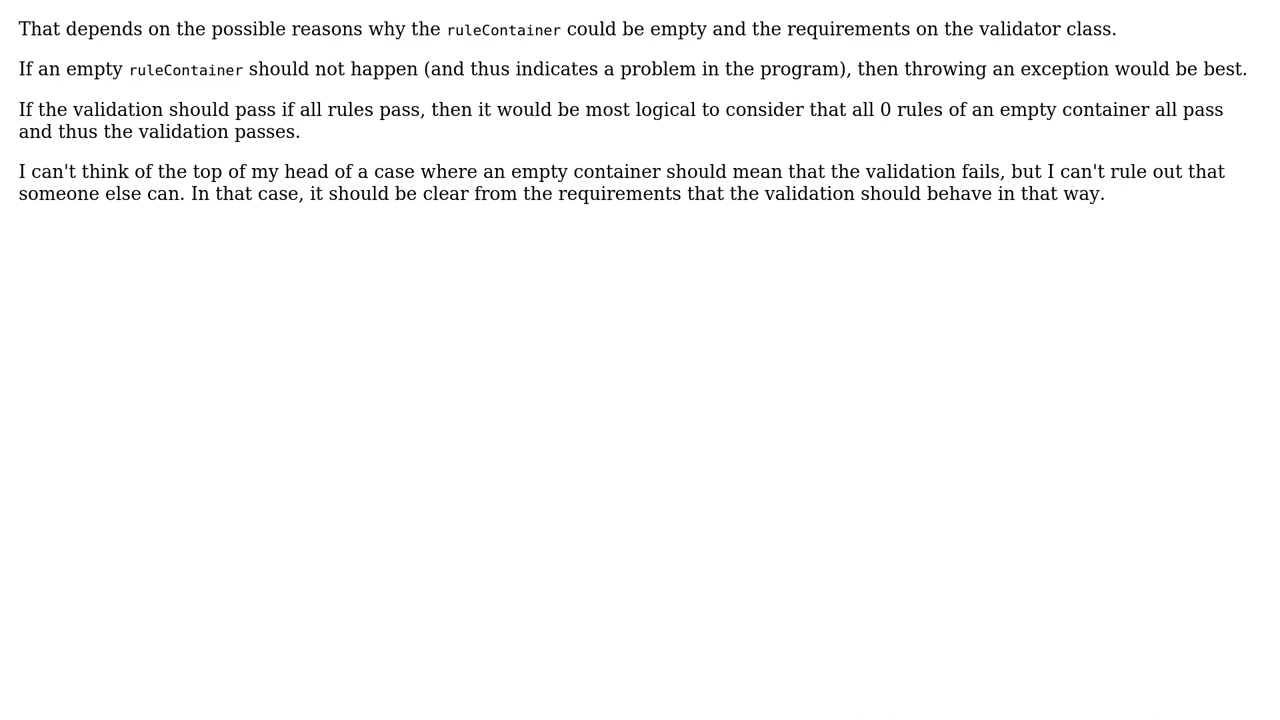 That depends on the possible reasons why the ruleContainer could be empty and the requirements on the validator class.
If an empty ruleContainer should not happen (and thus indicates a problem in the program), then throwing an exception would be best.
If the validation should pass if all rules pass, then it would be most logical to consider that all 0 rules of an empty container all pass
and thus the validation passes.
I can't think of the top of my head of a case where an empty container should mean that the validation fails, but I can't rule out that
someone else can. In that case, it should be clear from the requirements that the validation should behave in that way.